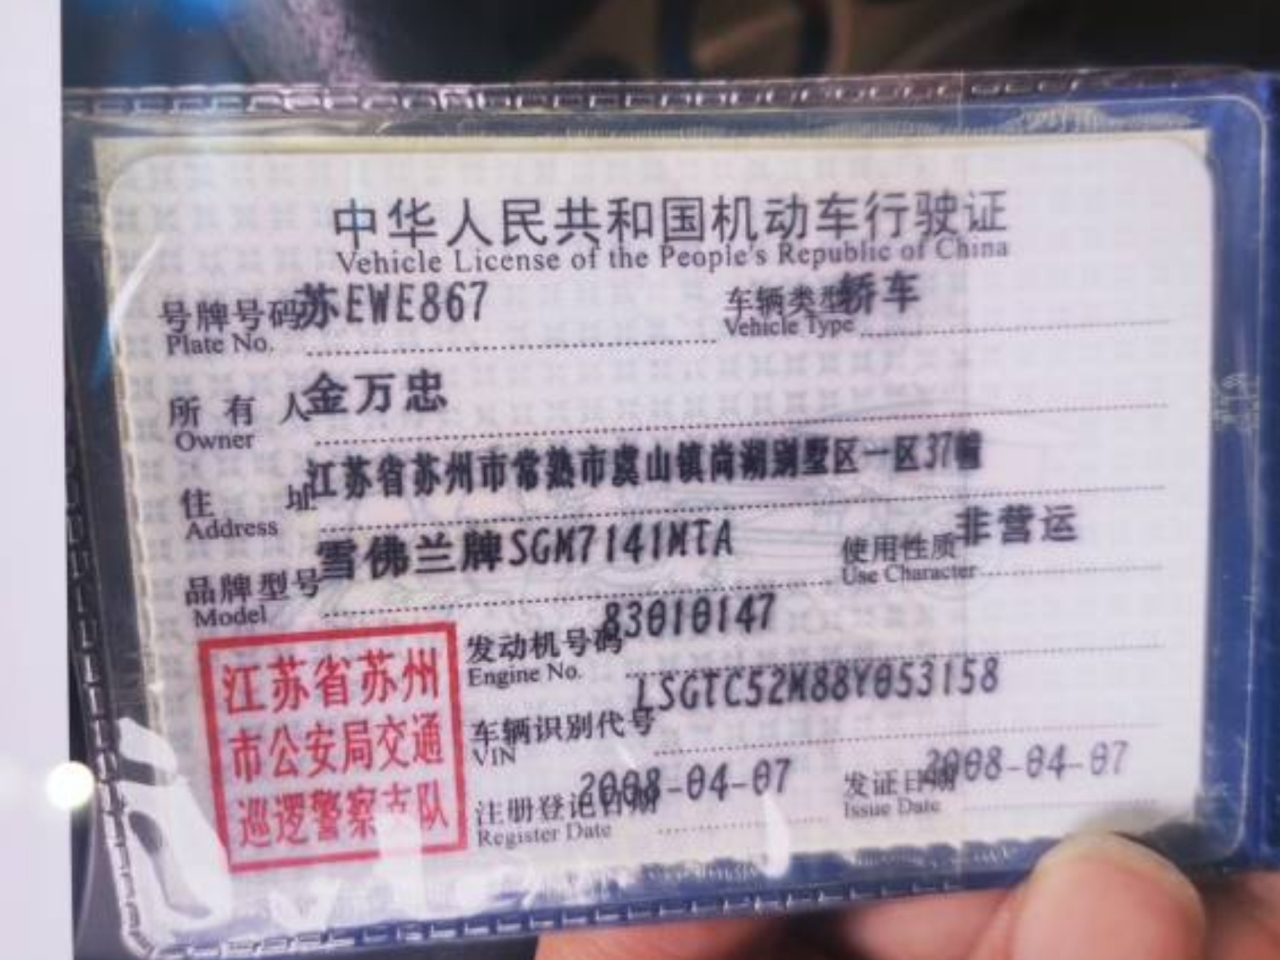 中华人民共和国机动车行驶证
Vehicle License of the People's Republic of China
号牌号码 苏EWE867 车辆类型 轿车
Plate No. Vehicle Type
所有人 金万忠
Owner
住址 江苏省苏州市常熟市虞山镇尚湖别墅区一区37幢
Address
品牌型号 雪佛兰牌SGM7141MTA 使用性质 非营运
Model Use Character
江苏省苏州
市公安局交通
巡逻警察支队
发动机号码 83010147
Engine No.
车辆识别代号 LSGTC52M88Y053158
VIN
注册登记日期 2008-04-07 发证日期 2008-04-07
Register Date Issue Date